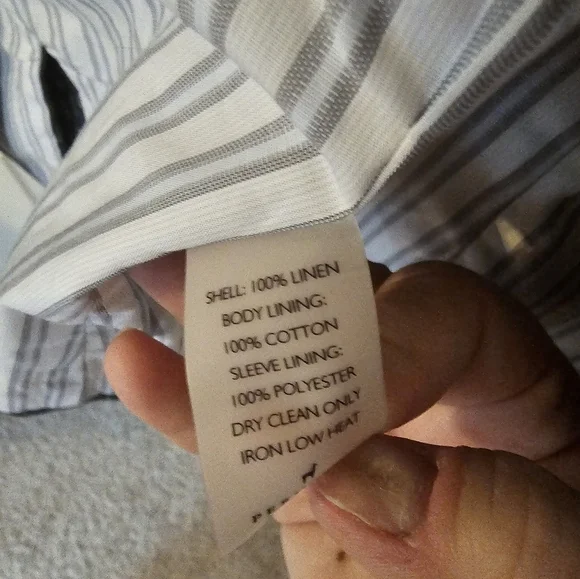 SHELL: 100% LINEN
BODY LINING:
100% COTTON
SLEEVE LINING:
100% POLYESTER
DRY CLEAN ONLY
IRON LOW HEAT